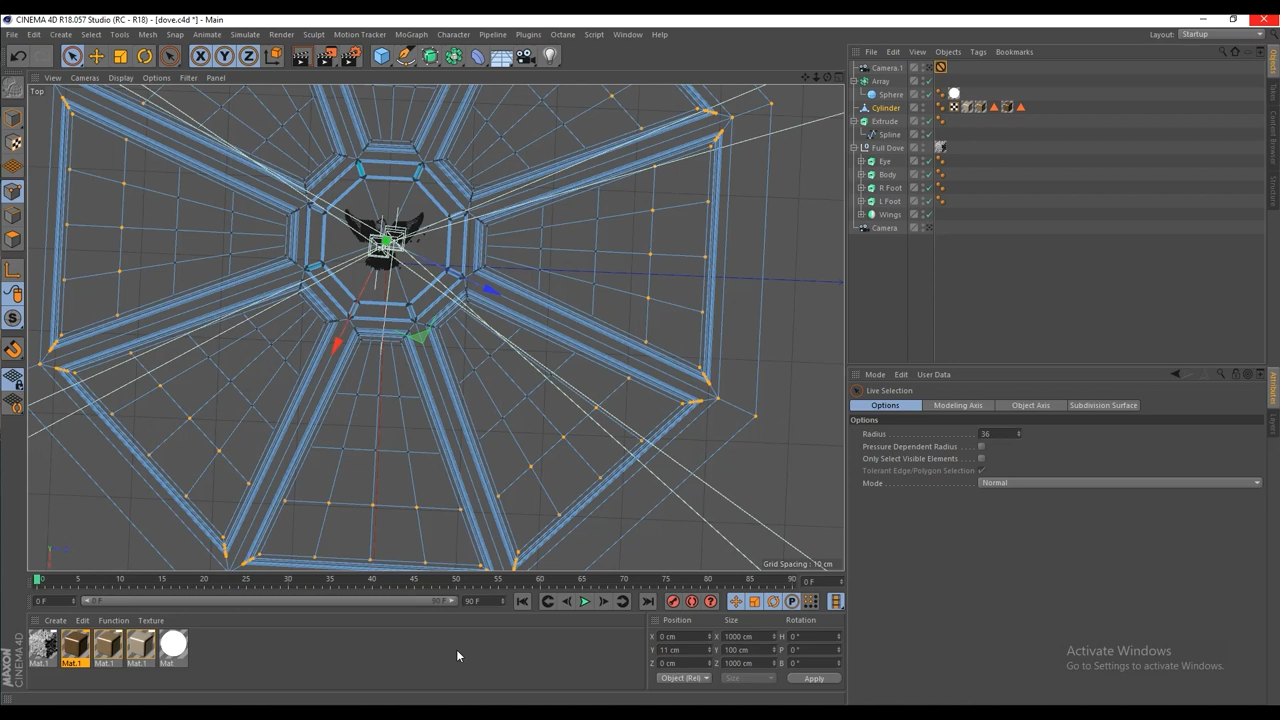 CINEMA 4D R18.057 Studio (RC - R18) - [dove.c4d *] - Main
File Edit Create Select Tools Mesh Snap Animate Simulate Render Sculpt Motion Tracker MoGraph Character Pipeline Plugins Octane Script Window Help
Layout: Startup
View Cameras Display Options Filter Panel
Top
Grid Spacing : 10 cm
File Edit View Objects Tags Bookmarks
Camera.1
Array
Sphere
Cylinder
Extrude
Spline
Full Dove
Eye
Body
R Foot
L Foot
Wings
Camera
Objects
Takes
Content Browser
Structure
Mode Edit User Data
Live Selection
Options Modeling Axis Object Axis Subdivision Surface
Options
Radius 36
Pressure Dependent Radius
Only Select Visible Elements
Tolerant Edge/Polygon Selection
Mode Normal
Attributes
Layers
0 5 10 15 20 25 30 35 40 45 50 55 60 65 70 75 80 85 90 0 F
0 F 0 F 90 F 90 F
Create Edit Function Texture
Mat.1 Mat.1 Mat.1 Mat.1 Mat
Position Size Rotation
X 0 cm X 1000 cm H 0 °
Y 11 cm Y 100 cm P 0 °
Z 0 cm Z 1000 cm B 0 °
Object (Rel) Size Apply
MAXON
CINEMA 4D
Activate Windows
Go to Settings to activate Windows.